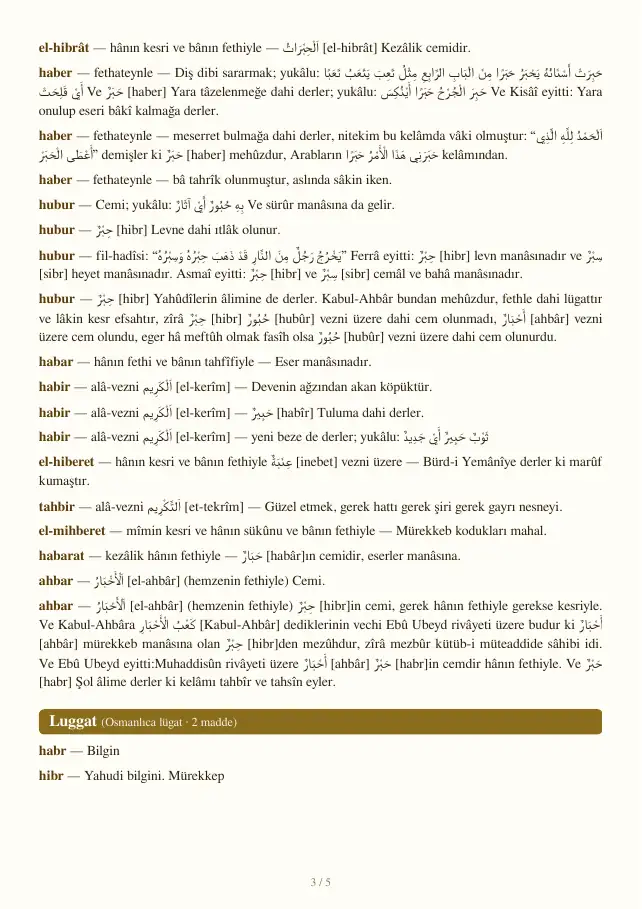 el-hibrât — hânın kesri ve bânın fethiyle — اَلْحِبَرَاتُ [el-hibrât] Kezâlik cemidir.
haber — fethateynle — Diş dibi sararmak; yukâlu: حَبِرَتْ أَسْنَانُهُ يَحْبَرُ حَبَرًا مِنَ الْبَابِ الرَّابِعِ مِثْلُ تَعِبَ يَتْعَبُ تَعَبًا
أَيْ قَلِحَتْ Ve حَبَرٌ [haber] Yara tâzelenmeğe dahi derler; yukâlu: حَبِرَ الْجُرْحُ حَبَرًا أَيْنُكِسَ Ve Kisâî eyitti: Yara
onulup eseri bâkî kalmağa derler.
haber — fethateynle — meserret bulmağa dahi derler, nitekim bu kelâmda vâki olmuştur: “اَلْحَمْدُ لِلّٰهِ الَّذِي
أَعْطَى الْحَبَرَ” demişler ki حَبَرٌ [haber] mehûzdur, Arabların حَبَرَنِي هَذَا الْأَمْرُ حَبَرًا kelâmından.
haber — fethateynle — bâ tahrîk olunmuştur, aslında sâkin iken.
hubur — Cemi; yukâlu: بِهِ حُبُورٌ أَيْ آثَارٌ Ve sürûr manâsına da gelir.
hubur — حِبْرٌ [hibr] Levne dahi ıtlâk olunur.
hubur — fil-hadîsi: “يَخْرُجُ رَجُلٌ مِنَ النَّارِ قَدْ ذَهَبَ حِبْرُهُ وَسِبْرُهُ” Ferrâ eyitti: حِبْرٌ [hibr] levn manâsınadır ve سِبْرٌ
[sibr] heyet manâsınadır. Asmaî eyitti: حِبْرٌ [hibr] ve سِبْرٌ [sibr] cemâl ve bahâ manâsınadır.
hubur — حِبْرٌ [hibr] Yahûdîlerin âlimine de derler. Kabul-Ahbâr bundan mehûzdur, fethle dahi lügattır
ve lâkin kesr efsahtır, zîrâ حِبْرٌ [hibr] حُبُورٌ [hubûr] vezni üzere dahi cem olunmadı, أَحْبَارٌ [ahbâr] vezni
üzere cem olundu, eger hâ meftûh olmak fasîh olsa حُبُورٌ [hubûr] vezni üzere dahi cem olunurdu.
habar — hânın fethi ve bânın tahfîfiyle — Eser manâsınadır.
habir — alâ-vezni اَلْكَرِيم [el-kerîm] — Devenin ağzından akan köpüktür.
habir — alâ-vezni اَلْكَرِيم [el-kerîm] — حَبِيرٌ [habîr] Tuluma dahi derler.
habir — alâ-vezni اَلْكَرِيم [el-kerîm] — yeni beze de derler; yukâlu: ثَوْبٌ حَبِيرٌ أَيْ جَدِيدٌ
el-hiberet — hânın kesri ve bânın fethiyle عِنَبَةٌ [inebet] vezni üzere — Bürd-i Yemânîye derler ki marûf
kumaştır.
tahbir — alâ-vezni اَلتَّكْرِيم [et-tekrîm] — Güzel etmek, gerek hattı gerek şiri gerek gayrı nesneyi.
el-mihberet — mîmin kesri ve hânın sükûnu ve bânın fethiyle — Mürekkeb kodukları mahal.
habarat — kezâlik hânın fethiyle — حَبَارٌ [habâr]ın cemidir, eserler manâsına.
ahbar — اَلْأَحْبَارُ [el-ahbâr] (hemzenin fethiyle) Cemi.
ahbar — اَلْأَحْبَارُ [el-ahbâr] (hemzenin fethiyle) حِبْرٌ [hibr]in cemi, gerek hânın fethiyle gerekse kesriyle.
Ve Kabul-Ahbâra كَعْبُ الْأَحْبَارِ [Kabul-Ahbâr] dediklerinin vechi Ebû Ubeyd rivâyeti üzere budur ki أَحْبَارٌ
[ahbâr] mürekkeb manâsına olan حِبْرٌ [hibr]den mezûhdur, zîrâ mezbûr kütüb-i müteaddide sâhibi idi.
Ve Ebû Ubeyd eyitti:Muhaddisûn rivâyeti üzere أَحْبَارٌ [ahbâr] حَبْرٌ [habr]in cemdir hânın fethiyle. Ve حَبْرٌ
[habr] Şol âlime derler ki kelâmı tahbîr ve tahsîn eyler.
Luggat (Osmanlıca lügat · 2 madde)
habr — Bilgin
hibr — Yahudi bilgini. Mürekkep
3 / 5